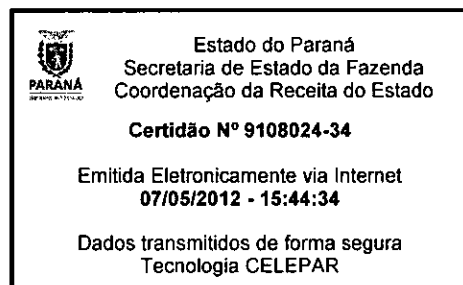 Estado do Paraná
Secretaria de Estado da Fazenda
PARANÁ
Coordenação da Receita do Estado
Certidão Nº 9108024-34
Emitida Eletronicamente via Internet
07/05/2012 - 15:44:34
Dados transmitidos de forma segura
Tecnologia CELEPAR